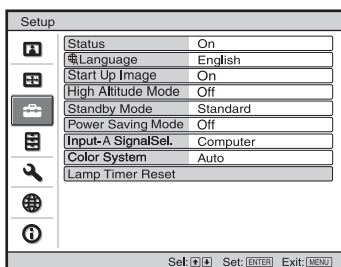 Setup
Status On
Language English
Start Up Image On
High Altitude Mode Off
Standby Mode Standard
Power Saving Mode Off
Input-A SignalSel. Computer
Color System Auto
Lamp Timer Reset
Sel: Set: ENTER Exit: MENU